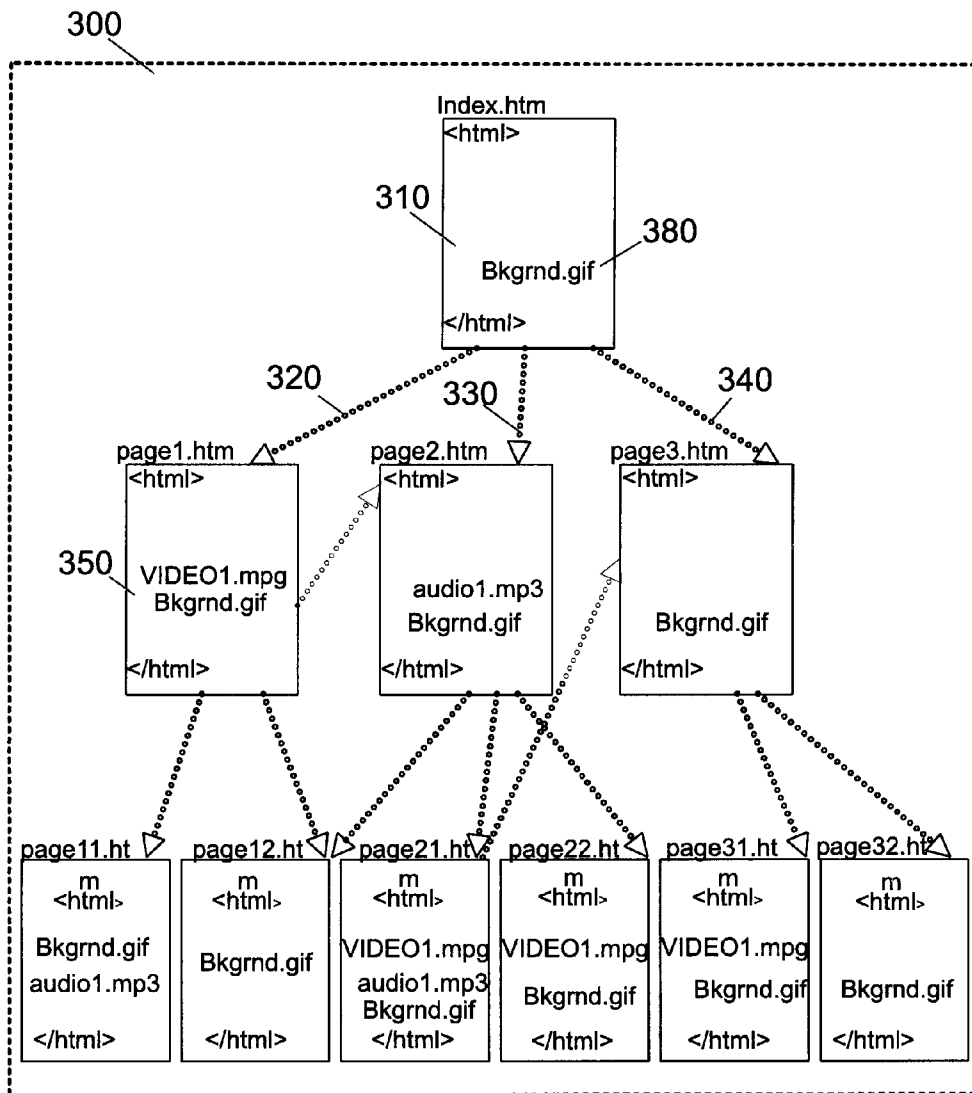 300
Index.htm
<html>
310
380
Bkgrnd.gif
</html>
320
330
340
page1.htm
<html>
350
VIDEO1.mpg
Bkgrnd.gif
</html>
page2.htm
<html>
audio1.mp3
Bkgrnd.gif
</html>
page3.htm
<html>
Bkgrnd.gif
</html>
page11.ht
m
<html>
Bkgrnd.gif
audio1.mp3
</html>
page12.ht
m
<html>
Bkgrnd.gif
</html>
page21.ht
m
<html>
VIDEO1.mpg
audio1.mp3
Bkgrnd.gif
</html>
page22.ht
m
<html>
VIDEO1.mpg
Bkgrnd.gif
</html>
page31.ht
m
<html>
VIDEO1.mpg
Bkgrnd.gif
</html>
page32.ht
m
<html>
Bkgrnd.gif
</html>